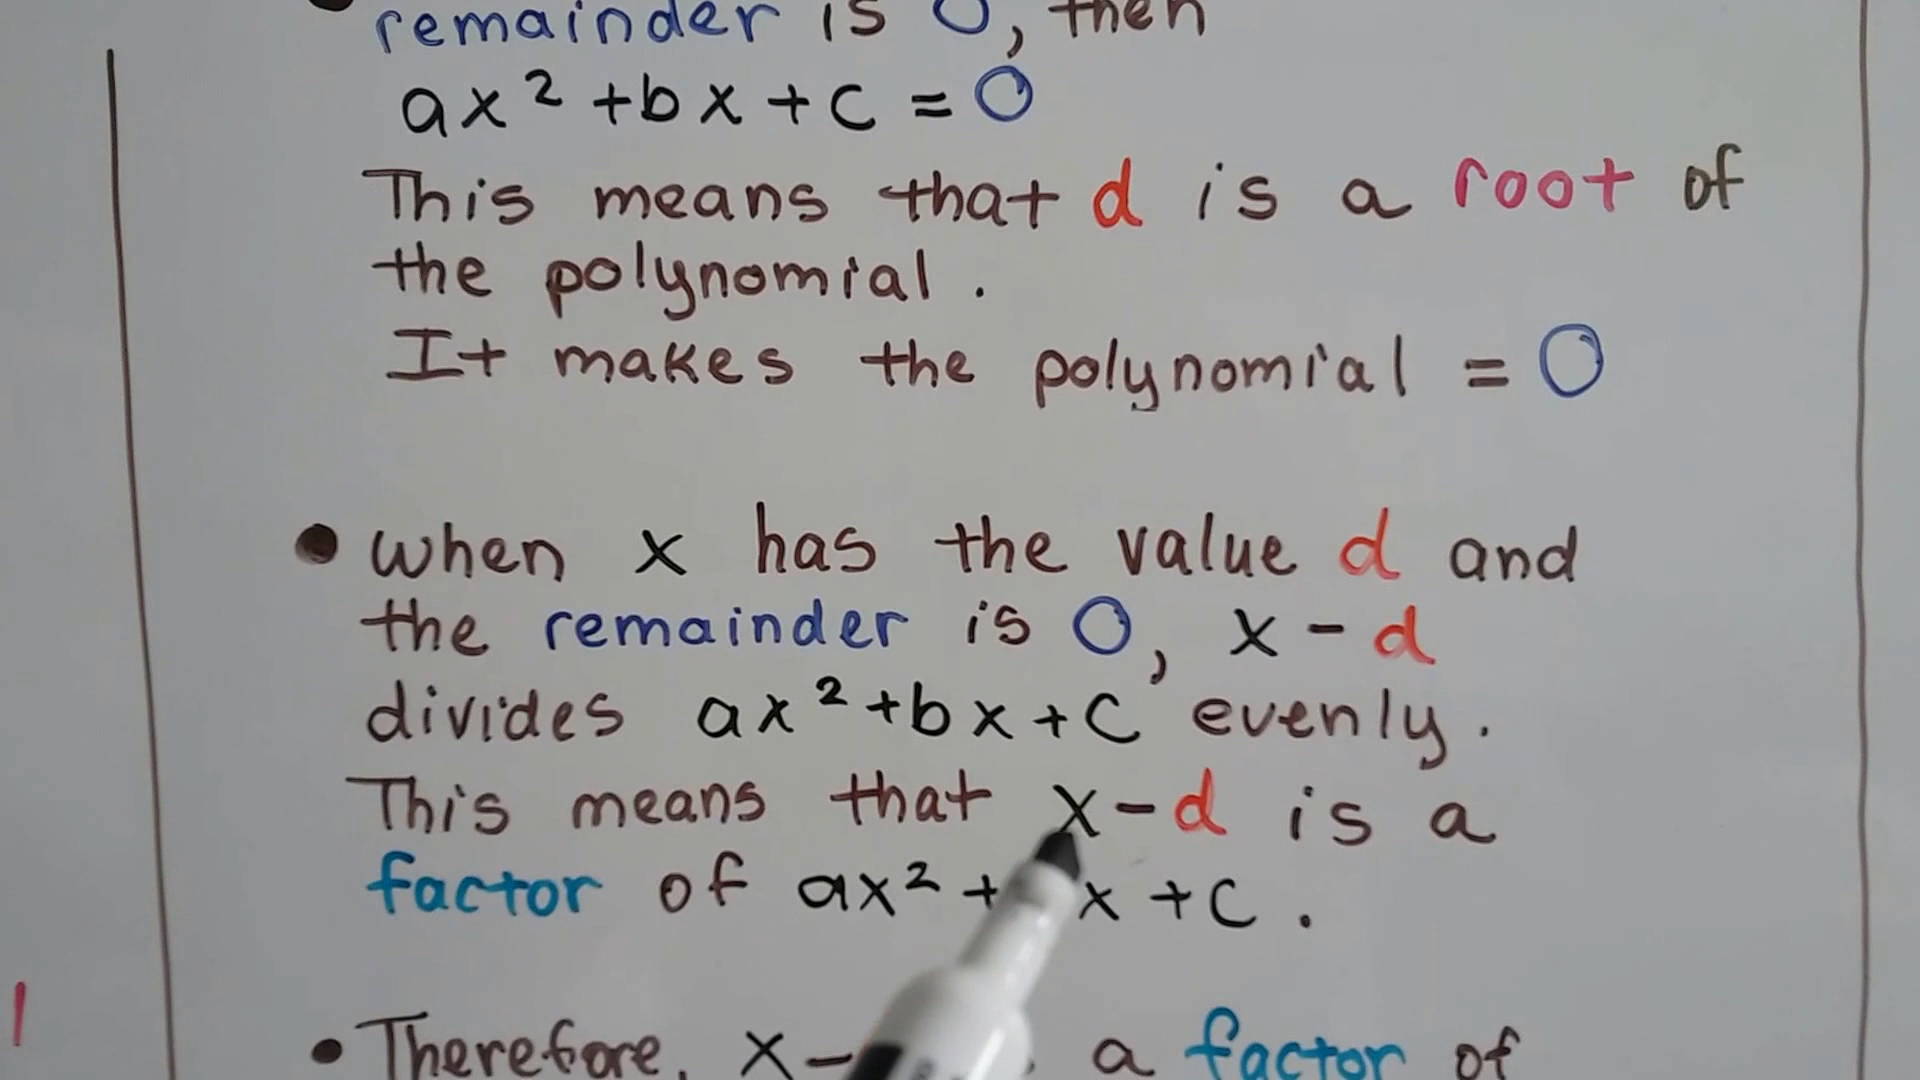 remainder is 0, then
ax² + bx + c = 0
This means that d is a root of
the polynomial.
It makes the polynomial = 0
• When x has the value d and
the remainder is 0, x - d
divides ax² + bx + c evenly.
This means that x - d is a
factor of ax² + x + c.
• Therefore, x - a factor of